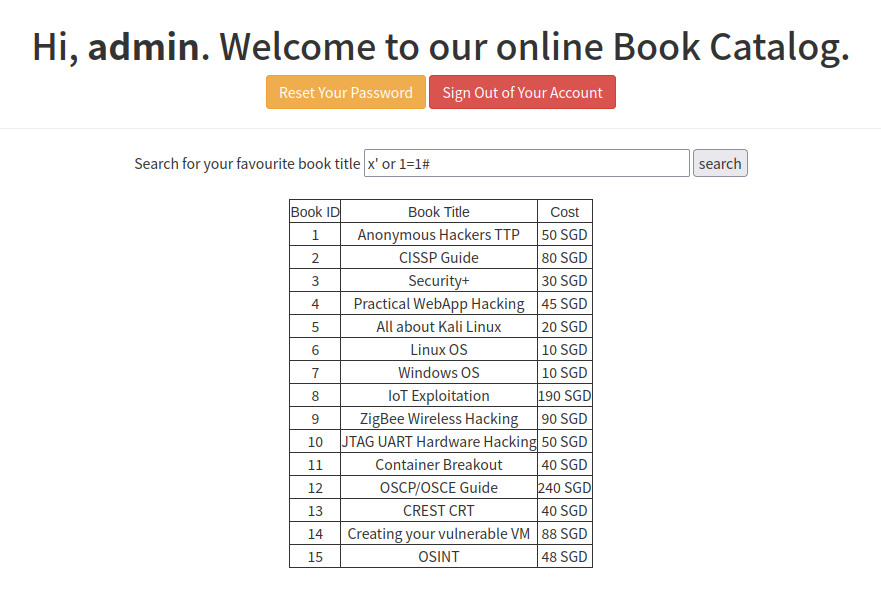 Hi, admin. Welcome to our online Book Catalog.
Reset Your Password Sign Out of Your Account
Search for your favourite book title x' or 1=1# search
Book ID Book Title Cost
1 Anonymous Hackers TTP 50 SGD
2 CISSP Guide 80 SGD
3 Security+ 30 SGD
4 Practical WebApp Hacking 45 SGD
5 All about Kali Linux 20 SGD
6 Linux OS 10 SGD
7 Windows OS 10 SGD
8 IoT Exploitation 190 SGD
9 ZigBee Wireless Hacking 90 SGD
10 JTAG UART Hardware Hacking 50 SGD
11 Container Breakout 40 SGD
12 OSCP/OSCE Guide 240 SGD
13 CREST CRT 40 SGD
14 Creating your vulnerable VM 88 SGD
15 OSINT 48 SGD